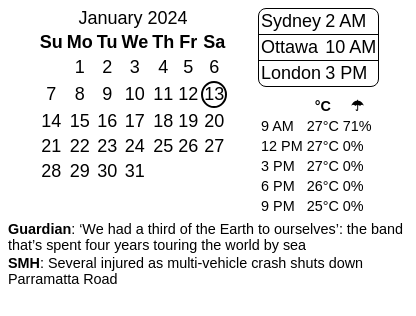 January 2024
Su Mo Tu We Th Fr Sa
1 2 3 4 5 6
7 8 9 10 11 12 13
14 15 16 17 18 19 20
21 22 23 24 25 26 27
28 29 30 31
Sydney 2 AM
Ottawa 10 AM
London 3 PM
°C ☂
9 AM 27°C 71%
12 PM 27°C 0%
3 PM 27°C 0%
6 PM 26°C 0%
9 PM 25°C 0%
Guardian: ‘We had a third of the Earth to ourselves’: the band
that’s spent four years touring the world by sea
SMH: Several injured as multi-vehicle crash shuts down
Parramatta Road